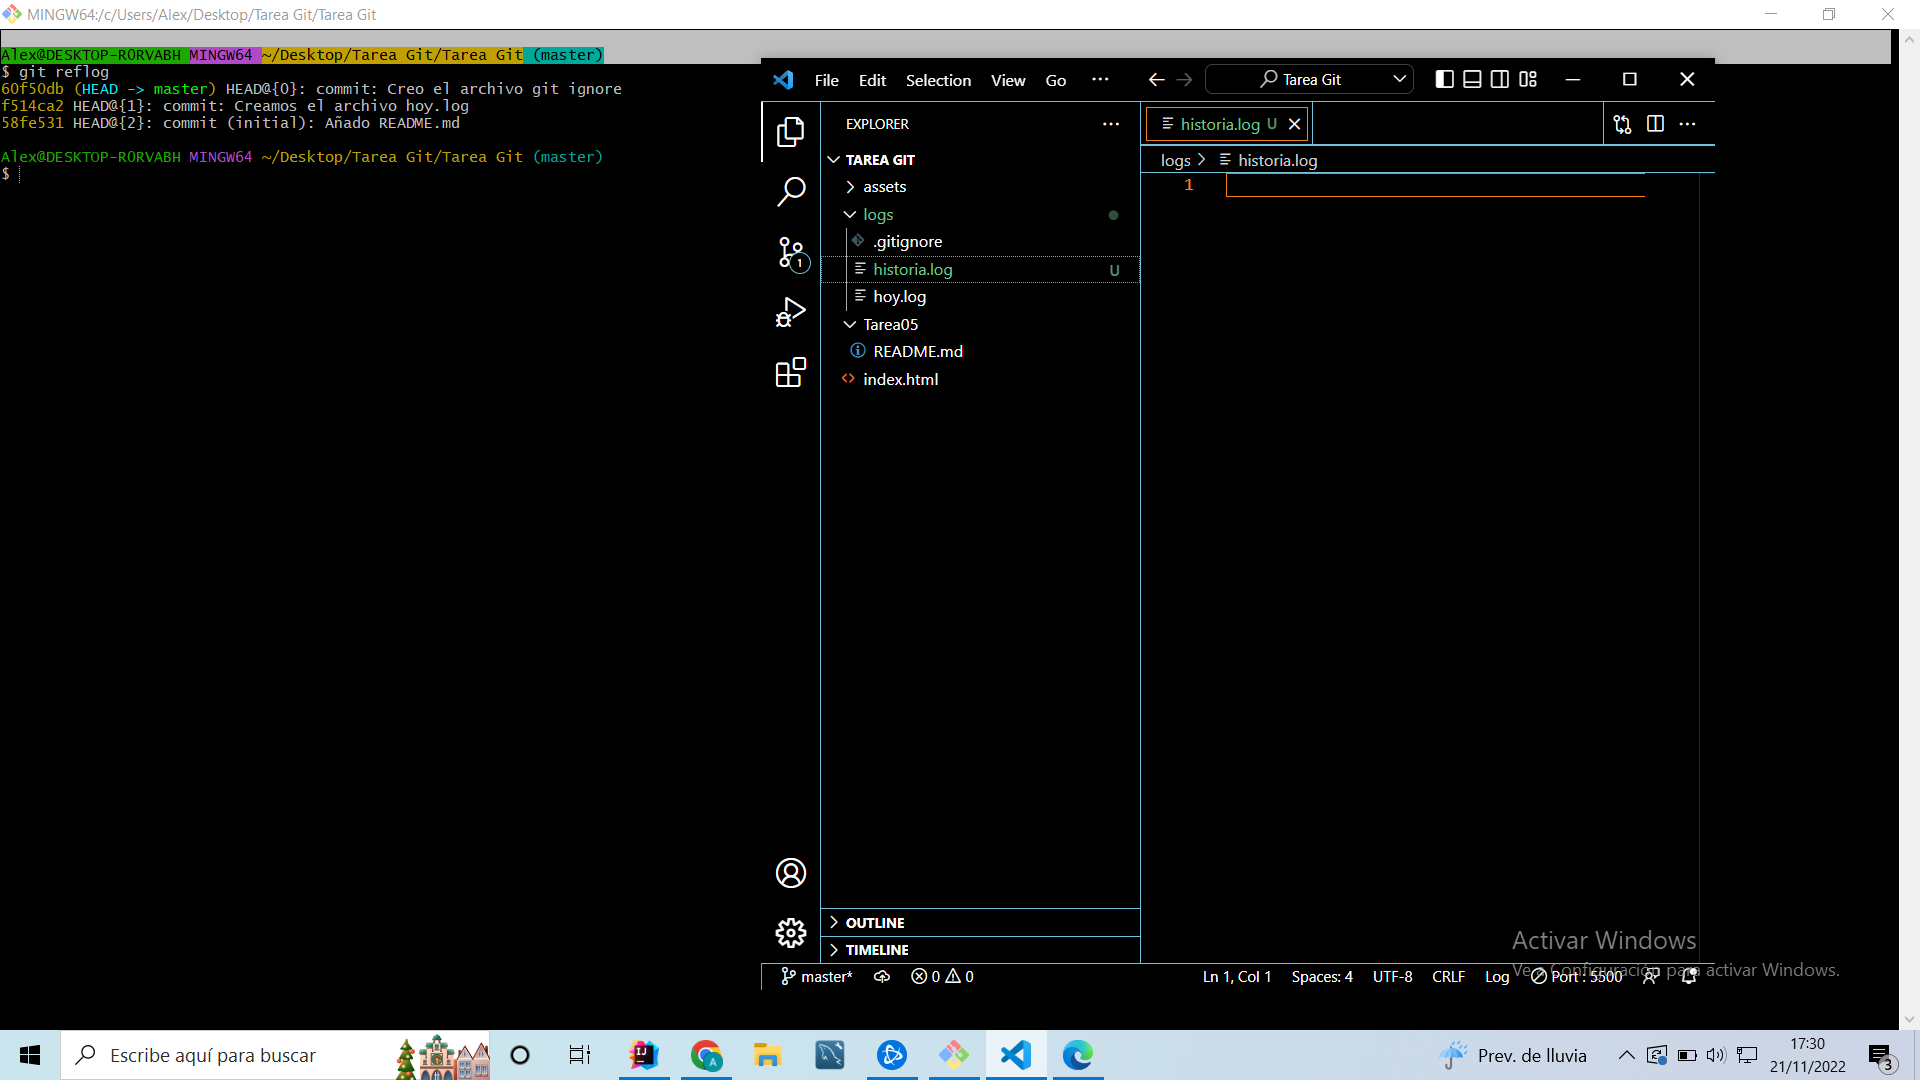 MINGW64:/c/Users/Alex/Desktop/Tarea Git/Tarea Git
Alex@DESKTOP-RORVABH MINGW64 ~/Desktop/Tarea Git/Tarea Git (master)
$ git reflog
60f50db (HEAD -> master) HEAD@{0}: commit: Creo el archivo git ignore
f514ca2 HEAD@{1}: commit: Creamos el archivo hoy.log
58fe531 HEAD@{2}: commit (initial): Añado README.md
Alex@DESKTOP-RORVABH MINGW64 ~/Desktop/Tarea Git/Tarea Git (master)
$
File Edit Selection View Go ··· Tarea Git
EXPLORER ···
historia.log U
TAREA GIT
logs > historia.log
assets
1
logs
.gitignore
historia.log U
1
hoy.log
Tarea05
README.md
index.html
OUTLINE
TIMELINE
Activar Windows
Ve a Configuración para activar Windows.
master* 0 0 Ln 1, Col 1 Spaces: 4 UTF-8 CRLF Log Port : 5500
Escribe aquí para buscar
Prev. de lluvia
17:30
21/11/2022
3